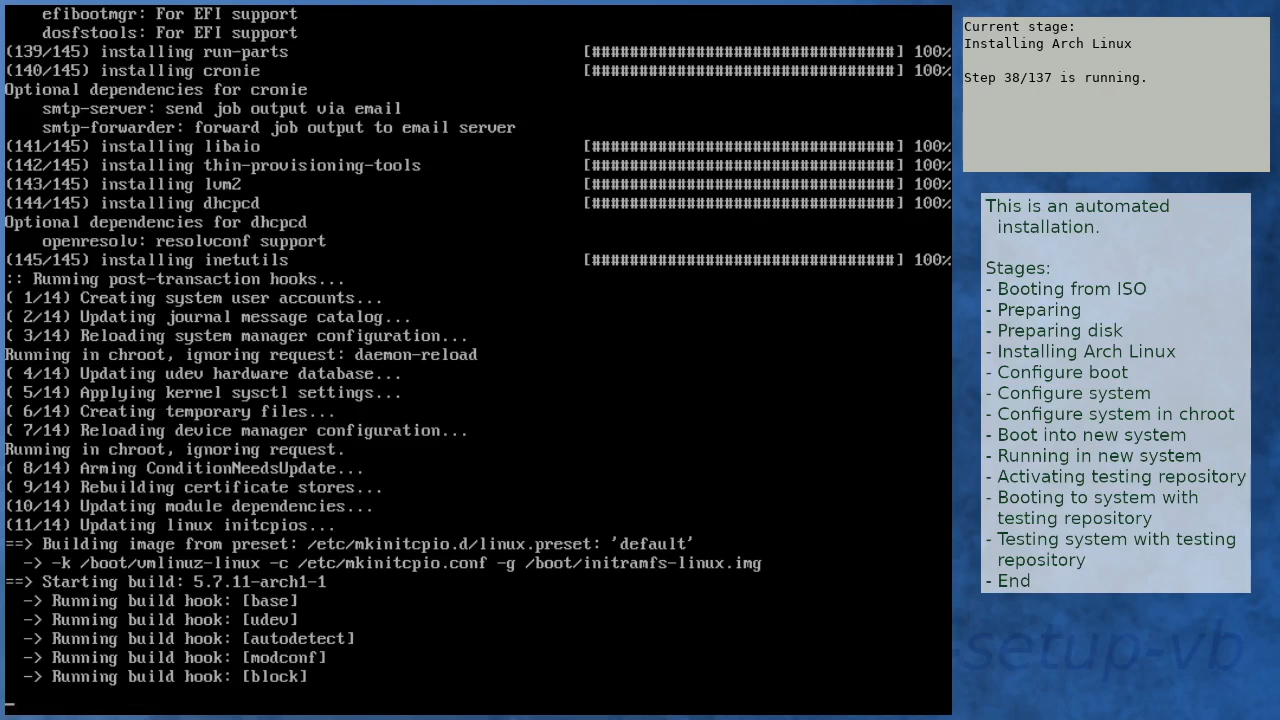 efibootmgr: For EFI support
    dosfstools: For EFI support
(139/145) installing run-parts [################################] 100%
(140/145) installing cronie [################################] 100%
Optional dependencies for cronie
    smtp-server: send job output via email
    smtp-forwarder: forward job output to email server
(141/145) installing libaio [################################] 100%
(142/145) installing thin-provisioning-tools [################################] 100%
(143/145) installing lvm2 [################################] 100%
(144/145) installing dhcpcd [################################] 100%
Optional dependencies for dhcpcd
    openresolv: resolvconf support
(145/145) installing inetutils [################################] 100%
:: Running post-transaction hooks...
( 1/14) Creating system user accounts...
( 2/14) Updating journal message catalog...
( 3/14) Reloading system manager configuration...
Running in chroot, ignoring request: daemon-reload
( 4/14) Updating udev hardware database...
( 5/14) Applying kernel sysctl settings...
( 6/14) Creating temporary files...
( 7/14) Reloading device manager configuration...
Running in chroot, ignoring request.
( 8/14) Arming ConditionNeedsUpdate...
( 9/14) Rebuilding certificate stores...
(10/14) Updating module dependencies...
(11/14) Updating linux initcpios...
==> Building image from preset: /etc/mkinitcpio.d/linux.preset: 'default'
  -> -k /boot/vmlinuz-linux -c /etc/mkinitcpio.conf -g /boot/initramfs-linux.img
==> Starting build: 5.7.11-arch1-1
  -> Running build hook: [base]
  -> Running build hook: [udev]
  -> Running build hook: [autodetect]
  -> Running build hook: [modconf]
  -> Running build hook: [block]
_
Current stage:
Installing Arch Linux
Step 38/137 is running.
This is an automated
installation.
Stages:
- Booting from ISO
- Preparing
- Preparing disk
- Installing Arch Linux
- Configure boot
- Configure system
- Configure system in chroot
- Boot into new system
- Running in new system
- Activating testing repository
- Booting to system with
testing repository
- Testing system with testing
repository
- End
-setup-vb